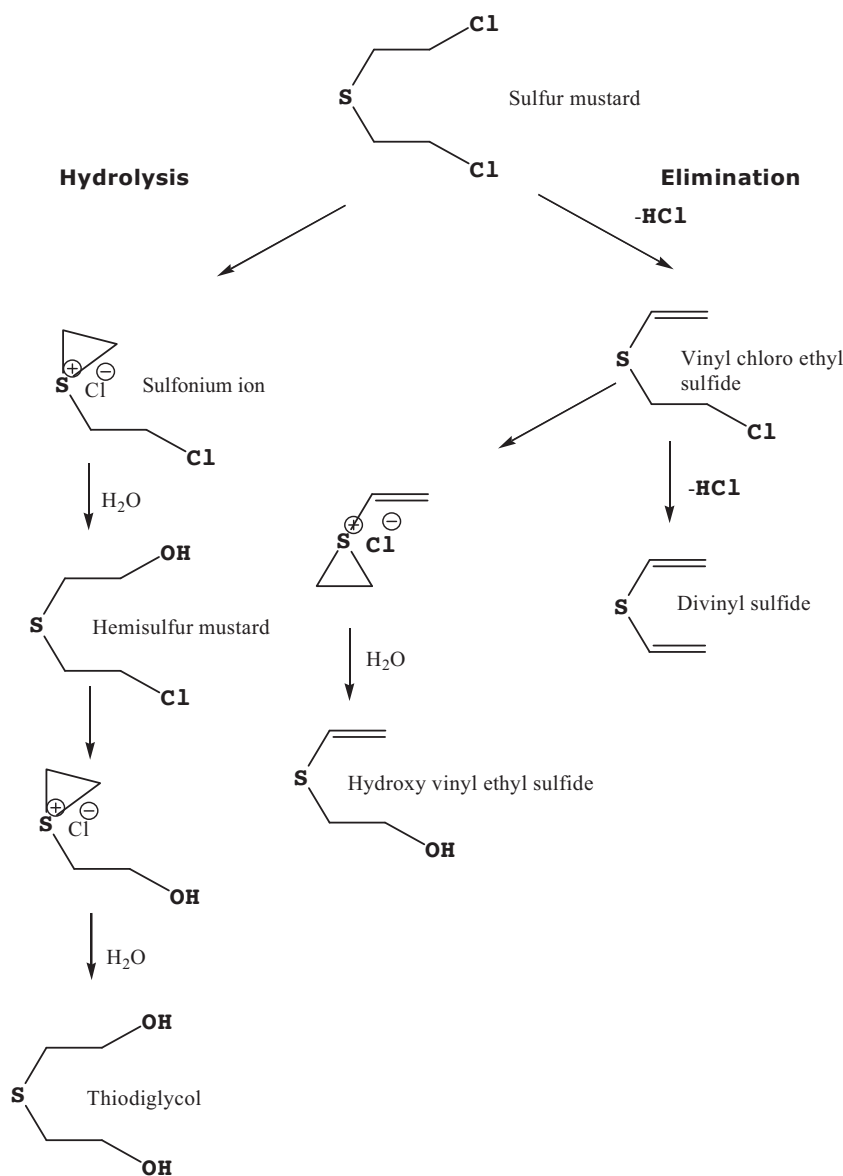 Cl
S
Sulfur mustard
Cl
Hydrolysis
Elimination
-HCl
S
+
Cl
−
Sulfonium ion
Cl
S
Vinyl chloro ethyl
sulfide
Cl
H₂O
-HCl
S
+
Cl
−
OH
S
Hemisulfur mustard
Cl
S
Divinyl sulfide
H₂O
S
+
Cl
−
OH
S
Hydroxy vinyl ethyl sulfide
OH
H₂O
OH
S
Thiodiglycol
OH